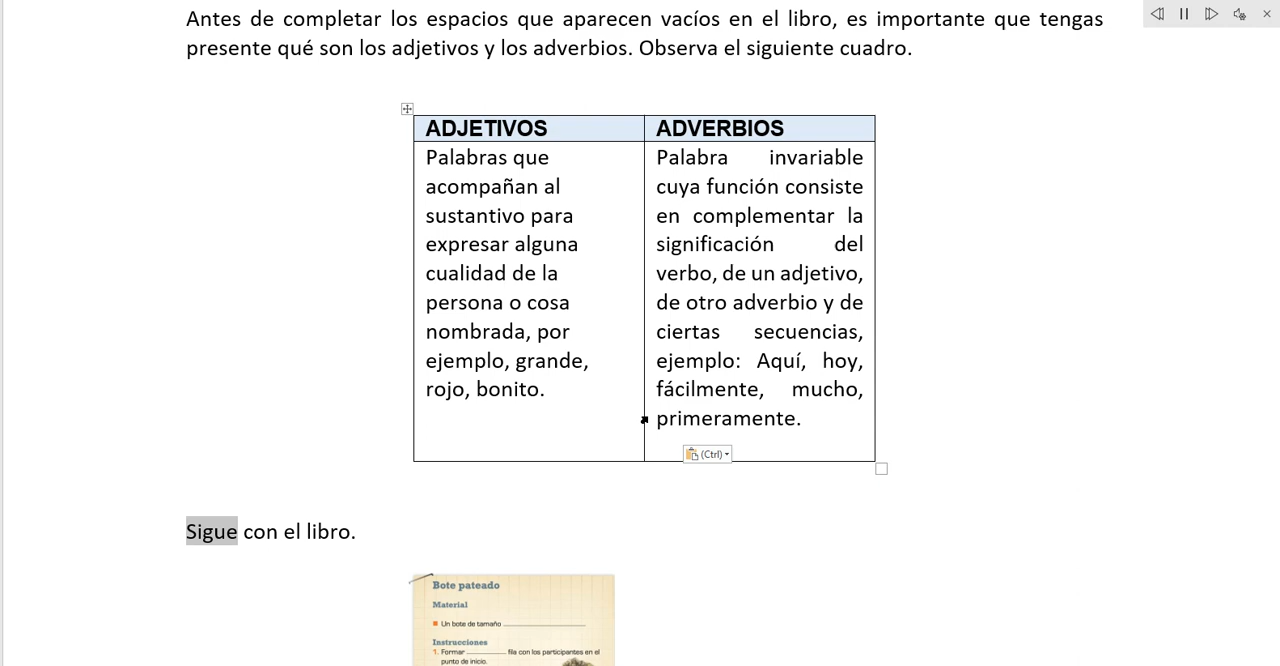 Antes de completar los espacios que aparecen vacíos en el libro, es importante que tengas
presente qué son los adjetivos y los adverbios. Observa el siguiente cuadro.
ADJETIVOS
Palabras que
acompañan al
sustantivo para
expresar alguna
cualidad de la
persona o cosa
nombrada, por
ejemplo, grande,
rojo, bonito.
ADVERBIOS
Palabra invariable
cuya función consiste
en complementar la
significación del
verbo, de un adjetivo,
de otro adverbio y de
ciertas secuencias,
ejemplo: Aquí, hoy,
fácilmente, mucho,
primeramente.
(Ctrl)
Sigue con el libro.
Bote pateado
Material
Un bote de tamaño
Instrucciones
1. Formar ________ fila con los participantes en el
punto de inicio.